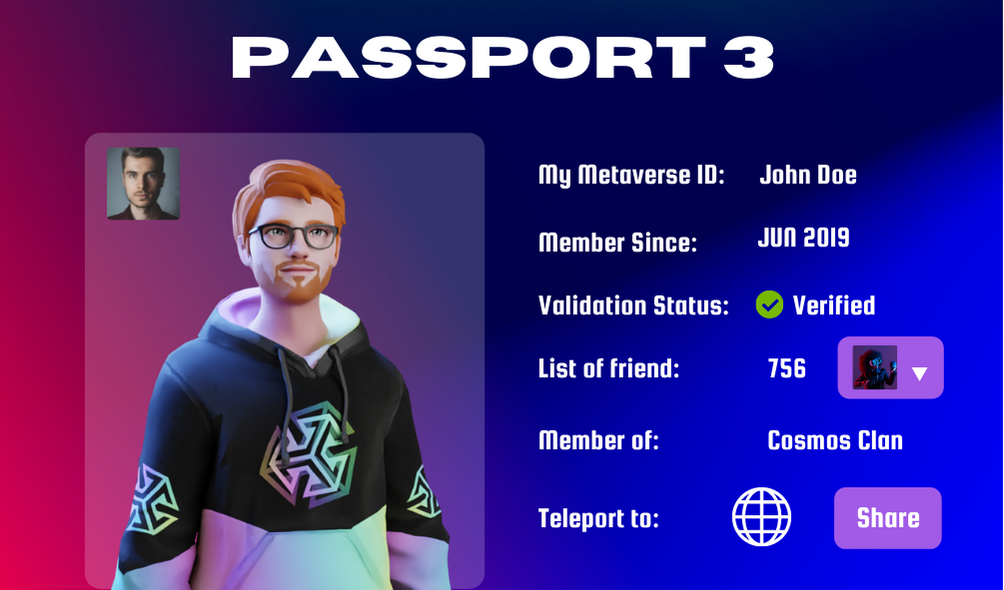 PASSPORT 3
My Metaverse ID: John Doe
Member Since: JUN 2019
Validation Status: Verified
List of friend: 756
Member of: Cosmos Clan
Teleport to: Share